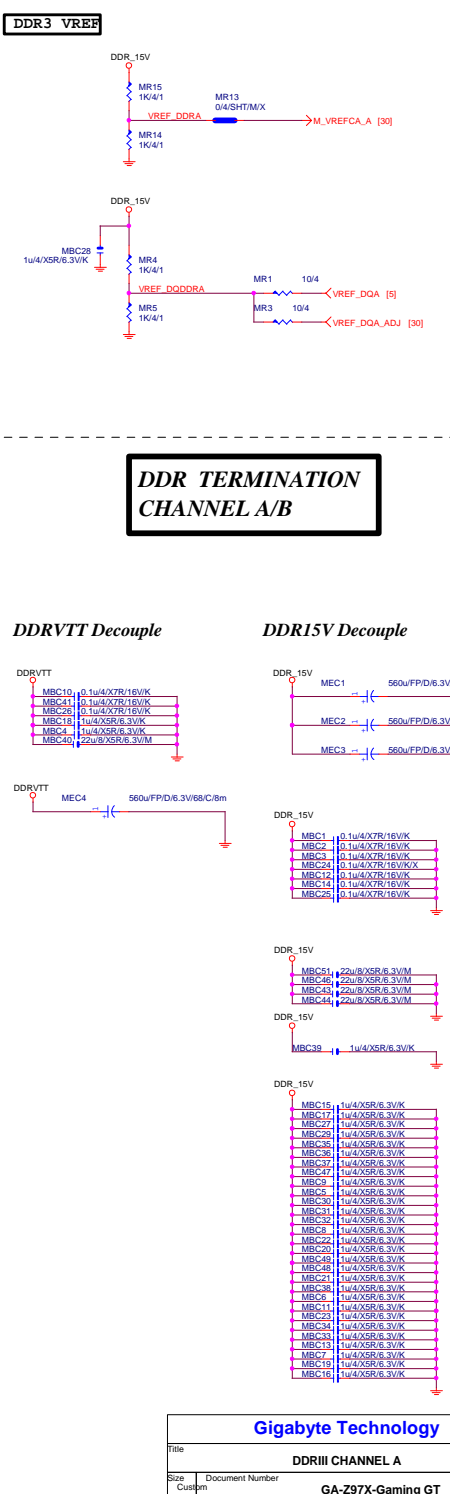 DDR3 VREF
DDR_15V
MR15
1K/4/1
MR13
0/4/SHT/M/X
VREF_DDRA
M_VREFCA_A [30]
MR14
1K/4/1
DDR_15V
MBC28
1u/4/X5R/6.3V/K
MR4
1K/4/1
VREF_DQDDRA
MR1 10/4
VREF_DQA [5]
MR5
1K/4/1
MR3 10/4
VREF_DQA_ADJ [30]
DDR TERMINATION
CHANNEL A/B
DDRVTT Decouple
DDRVTT
MBC10 0.1u/4/X7R/16V/K
MBC41 0.1u/4/X7R/16V/K
MBC26 0.1u/4/X7R/16V/K
MBC18 1u/4/X5R/6.3V/K
MBC4 1u/4/X5R/6.3V/K
MBC40 22u/8/X5R/6.3V/M
DDRVTT
MEC4 560u/FP/D/6.3V/68/C/8m
1
+
DDR15V Decouple
DDR_15V
MEC1 560u/FP/D/6.3V
1
+
MEC2 560u/FP/D/6.3V
1
+
MEC3 560u/FP/D/6.3V
1
+
DDR_15V
MBC1 0.1u/4/X7R/16V/K
MBC2 0.1u/4/X7R/16V/K
MBC3 0.1u/4/X7R/16V/K
MBC24 0.1u/4/X7R/16V/K/X
MBC12 0.1u/4/X7R/16V/K
MBC14 0.1u/4/X7R/16V/K
MBC25 0.1u/4/X7R/16V/K
DDR_15V
MBC51 22u/8/X5R/6.3V/M
MBC46 22u/8/X5R/6.3V/M
MBC43 22u/8/X5R/6.3V/M
MBC44 22u/8/X5R/6.3V/M
DDR_15V
MBC39 1u/4/X5R/6.3V/K
DDR_15V
MBC15 1u/4/X5R/6.3V/K
MBC17 1u/4/X5R/6.3V/K
MBC27 1u/4/X5R/6.3V/K
MBC29 1u/4/X5R/6.3V/K
MBC35 1u/4/X5R/6.3V/K
MBC36 1u/4/X5R/6.3V/K
MBC37 1u/4/X5R/6.3V/K
MBC47 1u/4/X5R/6.3V/K
MBC9 1u/4/X5R/6.3V/K
MBC5 1u/4/X5R/6.3V/K
MBC30 1u/4/X5R/6.3V/K
MBC31 1u/4/X5R/6.3V/K
MBC32 1u/4/X5R/6.3V/K
MBC8 1u/4/X5R/6.3V/K
MBC22 1u/4/X5R/6.3V/K
MBC20 1u/4/X5R/6.3V/K
MBC49 1u/4/X5R/6.3V/K
MBC48 1u/4/X5R/6.3V/K
MBC21 1u/4/X5R/6.3V/K
MBC38 1u/4/X5R/6.3V/K
MBC6 1u/4/X5R/6.3V/K
MBC11 1u/4/X5R/6.3V/K
MBC23 1u/4/X5R/6.3V/K
MBC34 1u/4/X5R/6.3V/K
MBC33 1u/4/X5R/6.3V/K
MBC13 1u/4/X5R/6.3V/K
MBC7 1u/4/X5R/6.3V/K
MBC19 1u/4/X5R/6.3V/K
MBC16 1u/4/X5R/6.3V/K
Gigabyte Technology
Title
DDRIII CHANNEL A
Size Document Number
Custom GA-Z97X-Gaming GT